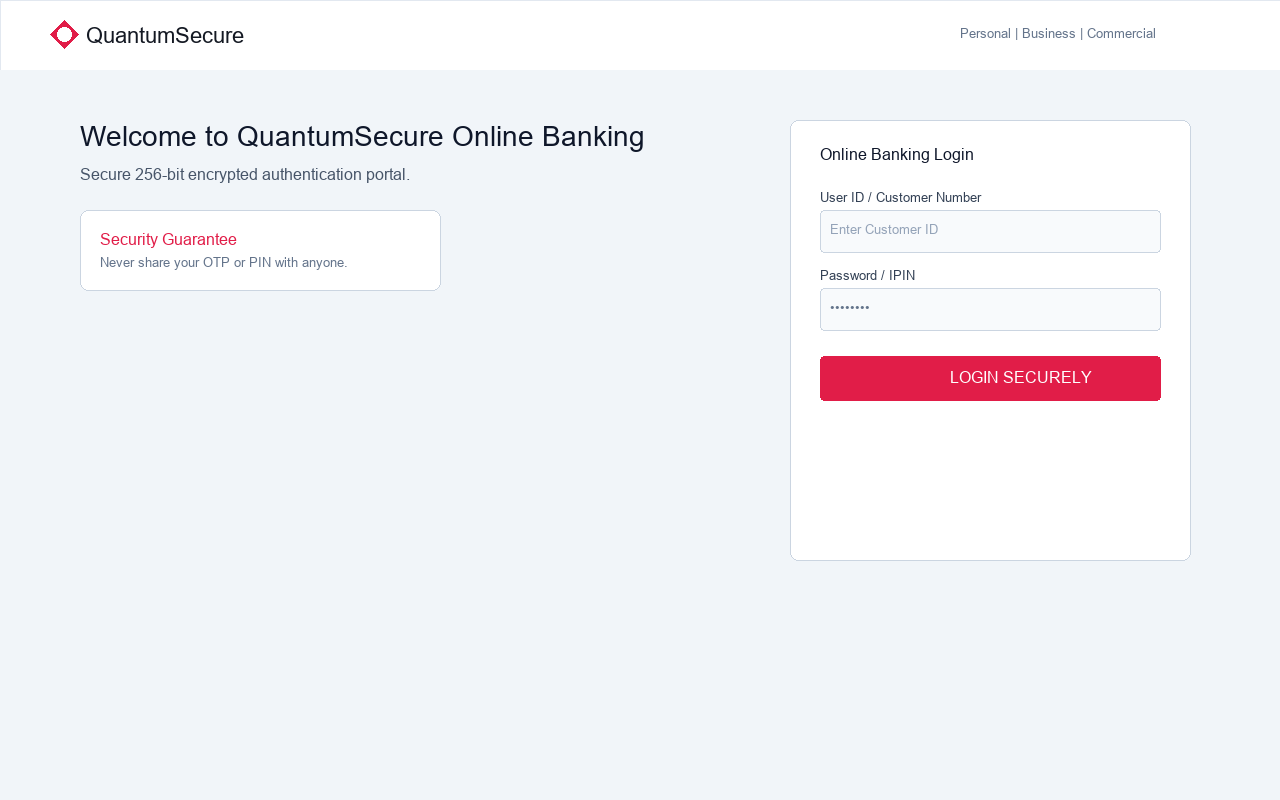 QuantumSecure
Personal | Business | Commercial
Welcome to QuantumSecure Online Banking
Secure 256-bit encrypted authentication portal.
Security Guarantee
Never share your OTP or PIN with anyone.
Online Banking Login
User ID / Customer Number
Enter Customer ID
Password / IPIN
••••••••
LOGIN SECURELY